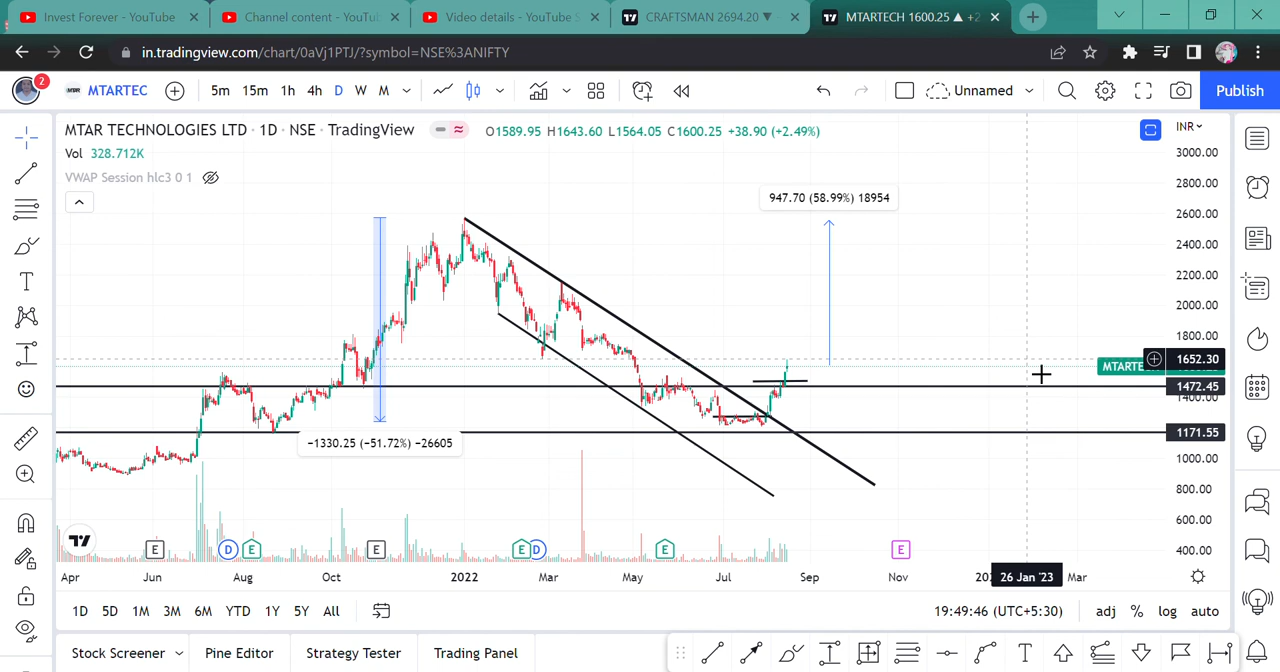 Invest Forever - YouTube
Channel content - YouTu
Video details - YouTube S
CRAFTSMAN 2694.20 ▼
MTARTECH 1600.25 ▲ +2
in.tradingview.com/chart/0aVj1PTJ/?symbol=NSE%3ANIFTY
2
MTARTEC
5m 15m 1h 4h D W M
Unnamed
Publish
MTAR TECHNOLOGIES LTD · 1D · NSE · TradingView
O1589.95 H1643.60 L1564.05 C1600.25 +38.90 (+2.49%)
INR
Vol 328.712K
VWAP Session hlc3 0 1
947.70 (58.99%) 18954
−1330.25 (−51.72%) −26605
3000.00
2800.00
2600.00
2400.00
2200.00
2000.00
1800.00
1652.30
MTARTE
1472.45
1400.00
1171.55
1000.00
800.00
600.00
400.00
E D E E E D E E
Apr Jun Aug Oct 2022 Mar May Jul Sep Nov 26 Jan '23 Mar
1D 5D 1M 3M 6M YTD 1Y 5Y All
19:49:46 (UTC+5:30)
adj % log auto
Stock Screener
Pine Editor
Strategy Tester
Trading Panel